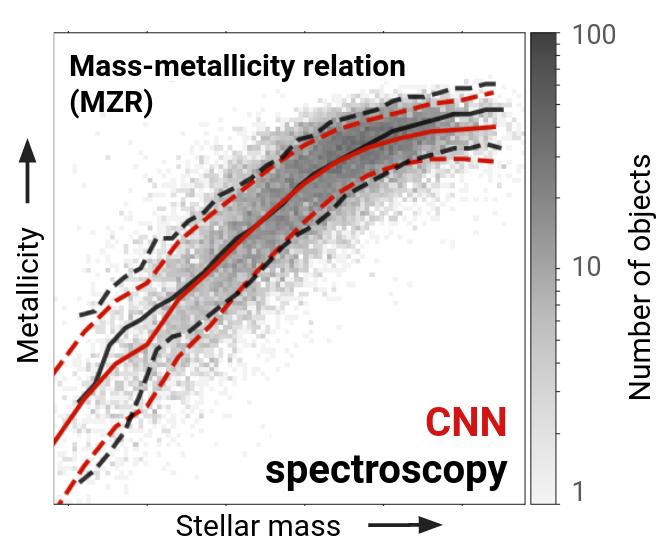 Mass-metallicity relation
(MZR)
Metallicity
Stellar mass
CNN
spectroscopy
100
10
1
Number of objects